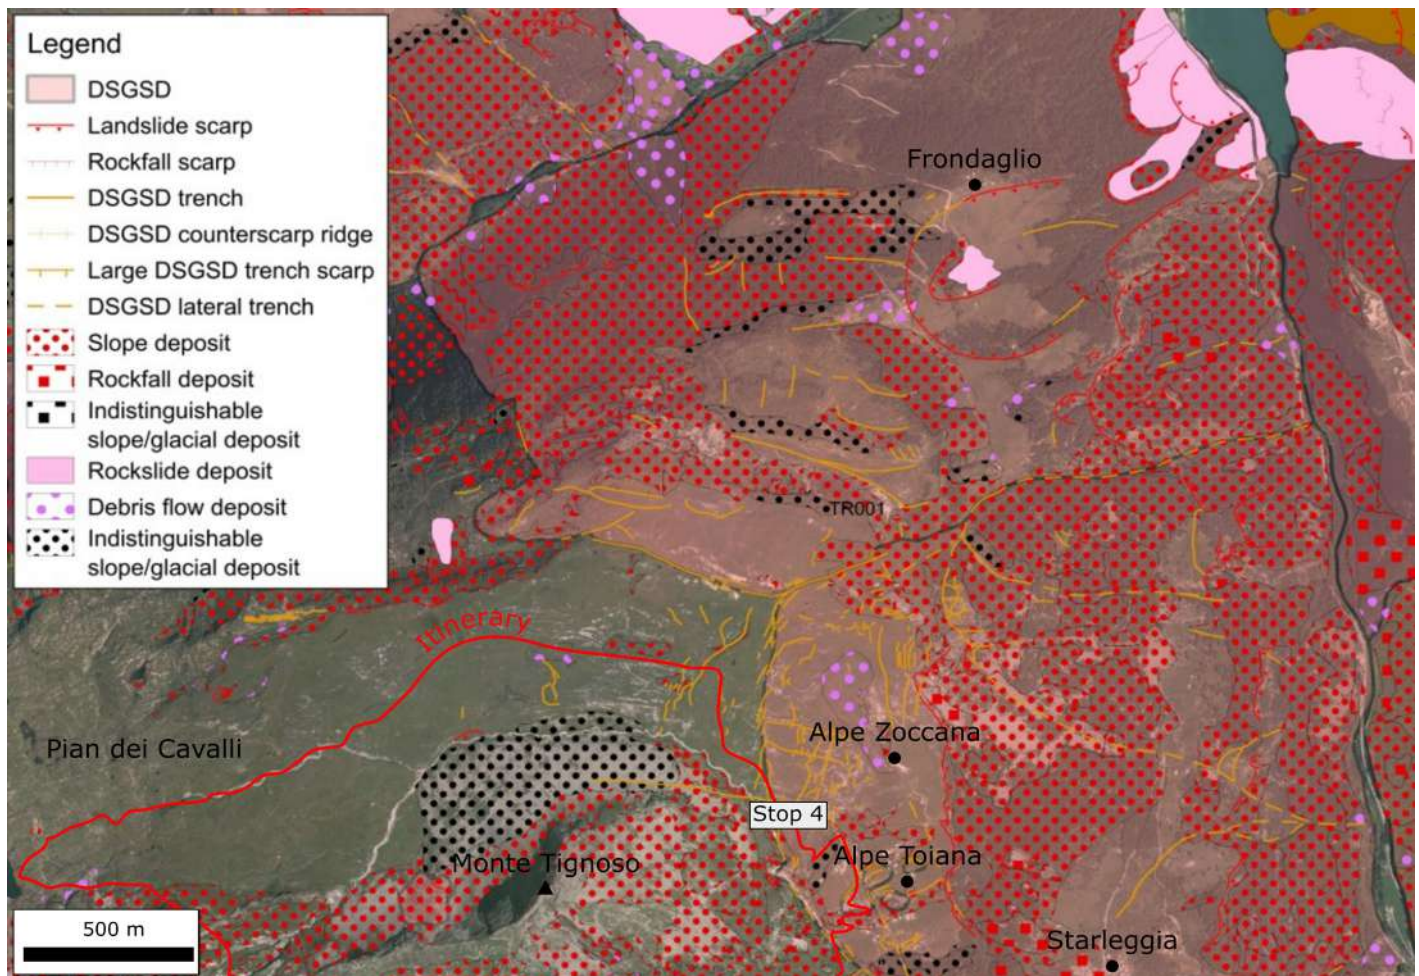 Legend
DSGSD
Landslide scarp
Rockfall scarp
DSGSD trench
DSGSD counterscarp ridge
Large DSGSD trench scarp
DSGSD lateral trench
Slope deposit
Rockfall deposit
Indistinguishable
slope/glacial deposit
Rockslide deposit
Debris flow deposit
Indistinguishable
slope/glacial deposit
Frondaglio
TR001
Itinerary
Pian dei Cavalli
Alpe Zoccana
Stop 4
Monte Tignoso
Alpe Toiana
Starleggia
500 m